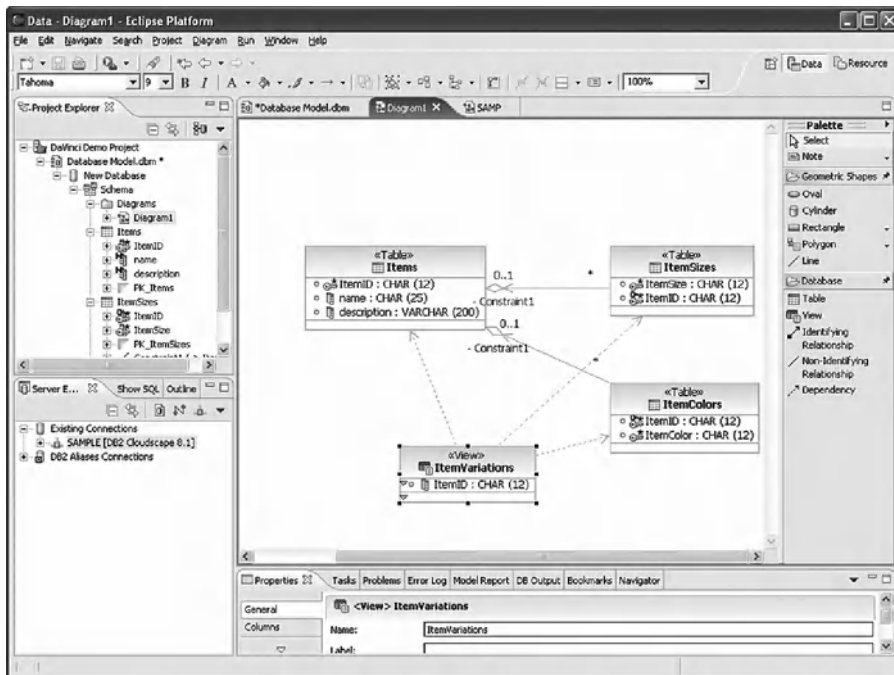 Data - Diagram1 - Eclipse Platform
File Edit Navigate Search Project Diagram Run Window Help
Tahoma 9 B I A 100% Data Resource
Project Explorer
DaVinci Demo Project
Database Model.dbm *
New Database
Schema
Diagrams
Diagram1
Items
ItemID
name
description
PK_Items
ItemSizes
ItemID
ItemSize
PK_ItemSizes
Server E... Show SQL Outline
Existing Connections
SAMPLE [DB2 Cloudscape 8.1]
DB2 Aliases Connections
*Database Model.dbm Diagram1 SAMP
«Table»
Items
ItemID : CHAR (12)
name : CHAR (25)
description : VARCHAR (200)
0..1
*
- Constraint1
0..1
- Constraint1
*
«Table»
ItemSizes
ItemSize : CHAR (12)
ItemID : CHAR (12)
«Table»
ItemColors
ItemID : CHAR (12)
ItemColor : CHAR (12)
«View»
ItemVariations
ItemID : CHAR (12)
Palette
Select
Note
Geometric Shapes
Oval
Cylinder
Rectangle
Polygon
Line
Database
Table
View
Identifying
Relationship
Non-Identifying
Relationship
Dependency
Properties Tasks Problems Error Log Model Report DB Output Bookmarks Navigator
General
Columns
<View> ItemVariations
Name: ItemVariations
Label: